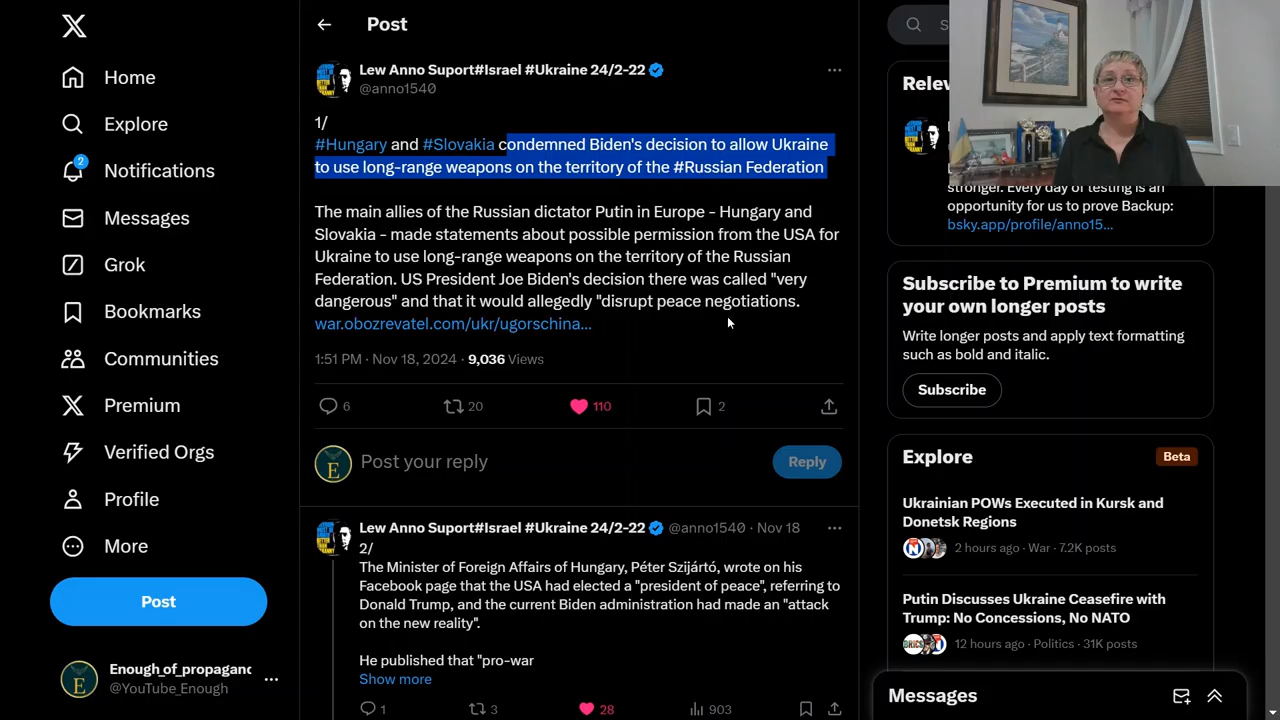 Home
Explore
2
Notifications
Messages
Grok
Bookmarks
Communities
Premium
Verified Orgs
Profile
More
Post
Enough_of_propaganc
@YouTube_Enough
Post
Lew Anno Suport#Israel #Ukraine 24/2-22
@anno1540
1/
#Hungary and #Slovakia condemned Biden's decision to allow Ukraine
to use long-range weapons on the territory of the #Russian Federation
The main allies of the Russian dictator Putin in Europe - Hungary and
Slovakia - made statements about possible permission from the USA for
Ukraine to use long-range weapons on the territory of the Russian
Federation. US President Joe Biden's decision there was called "very
dangerous" and that it would allegedly "disrupt peace negotiations.
war.obozrevatel.com/ukr/ugorschina...
1:51 PM · Nov 18, 2024 · 9,036 Views
6 20 110 2
E
Post your reply
Reply
Lew Anno Suport#Israel #Ukraine 24/2-22 @anno1540 · Nov 18
2/
The Minister of Foreign Affairs of Hungary, Péter Szijártó, wrote on his
Facebook page that the USA had elected a "president of peace", referring to
Donald Trump, and the current Biden administration had made an "attack
on the new reality".
He published that "pro-war
Show more
1 3 28 903
S
Relev
stronger. Every day of testing is an
opportunity for us to prove Backup:
bsky.app/profile/anno15...
Subscribe to Premium to write
your own longer posts
Write longer posts and apply text formatting
such as bold and italic.
Subscribe
Explore
Beta
Ukrainian POWs Executed in Kursk and
Donetsk Regions
2 hours ago · War · 7.2K posts
Putin Discusses Ukraine Ceasefire with
Trump: No Concessions, No NATO
12 hours ago · Politics · 31K posts
Messages